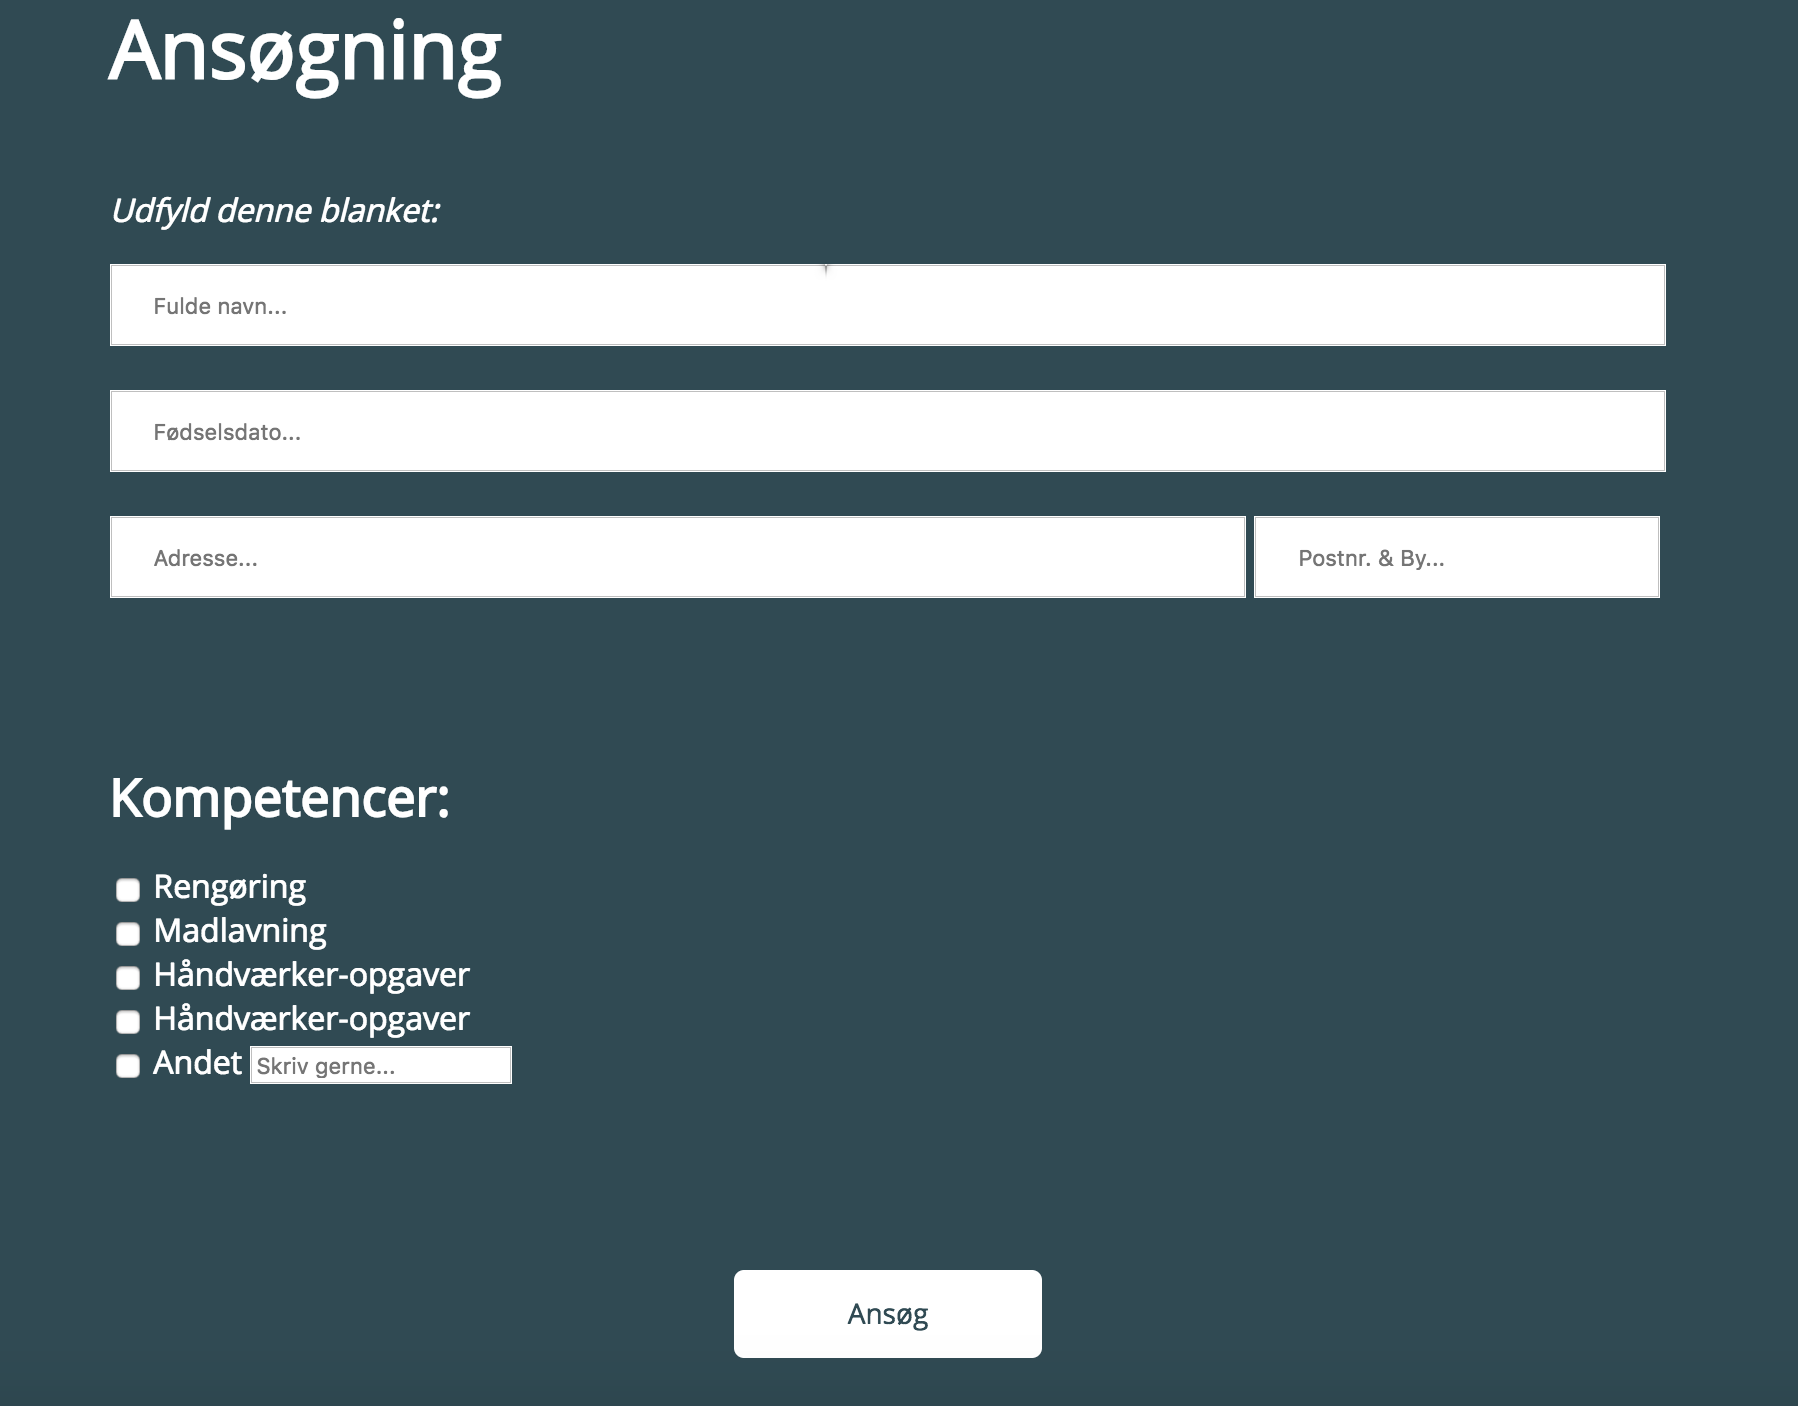 Ansøgning
Udfyld denne blanket:
Fulde navn...
Fødselsdato...
Adresse... Postnr. & By...
Kompetencer:
Rengøring
Madlavning
Håndværker-opgaver
Håndværker-opgaver
Andet Skriv gerne...
Ansøg